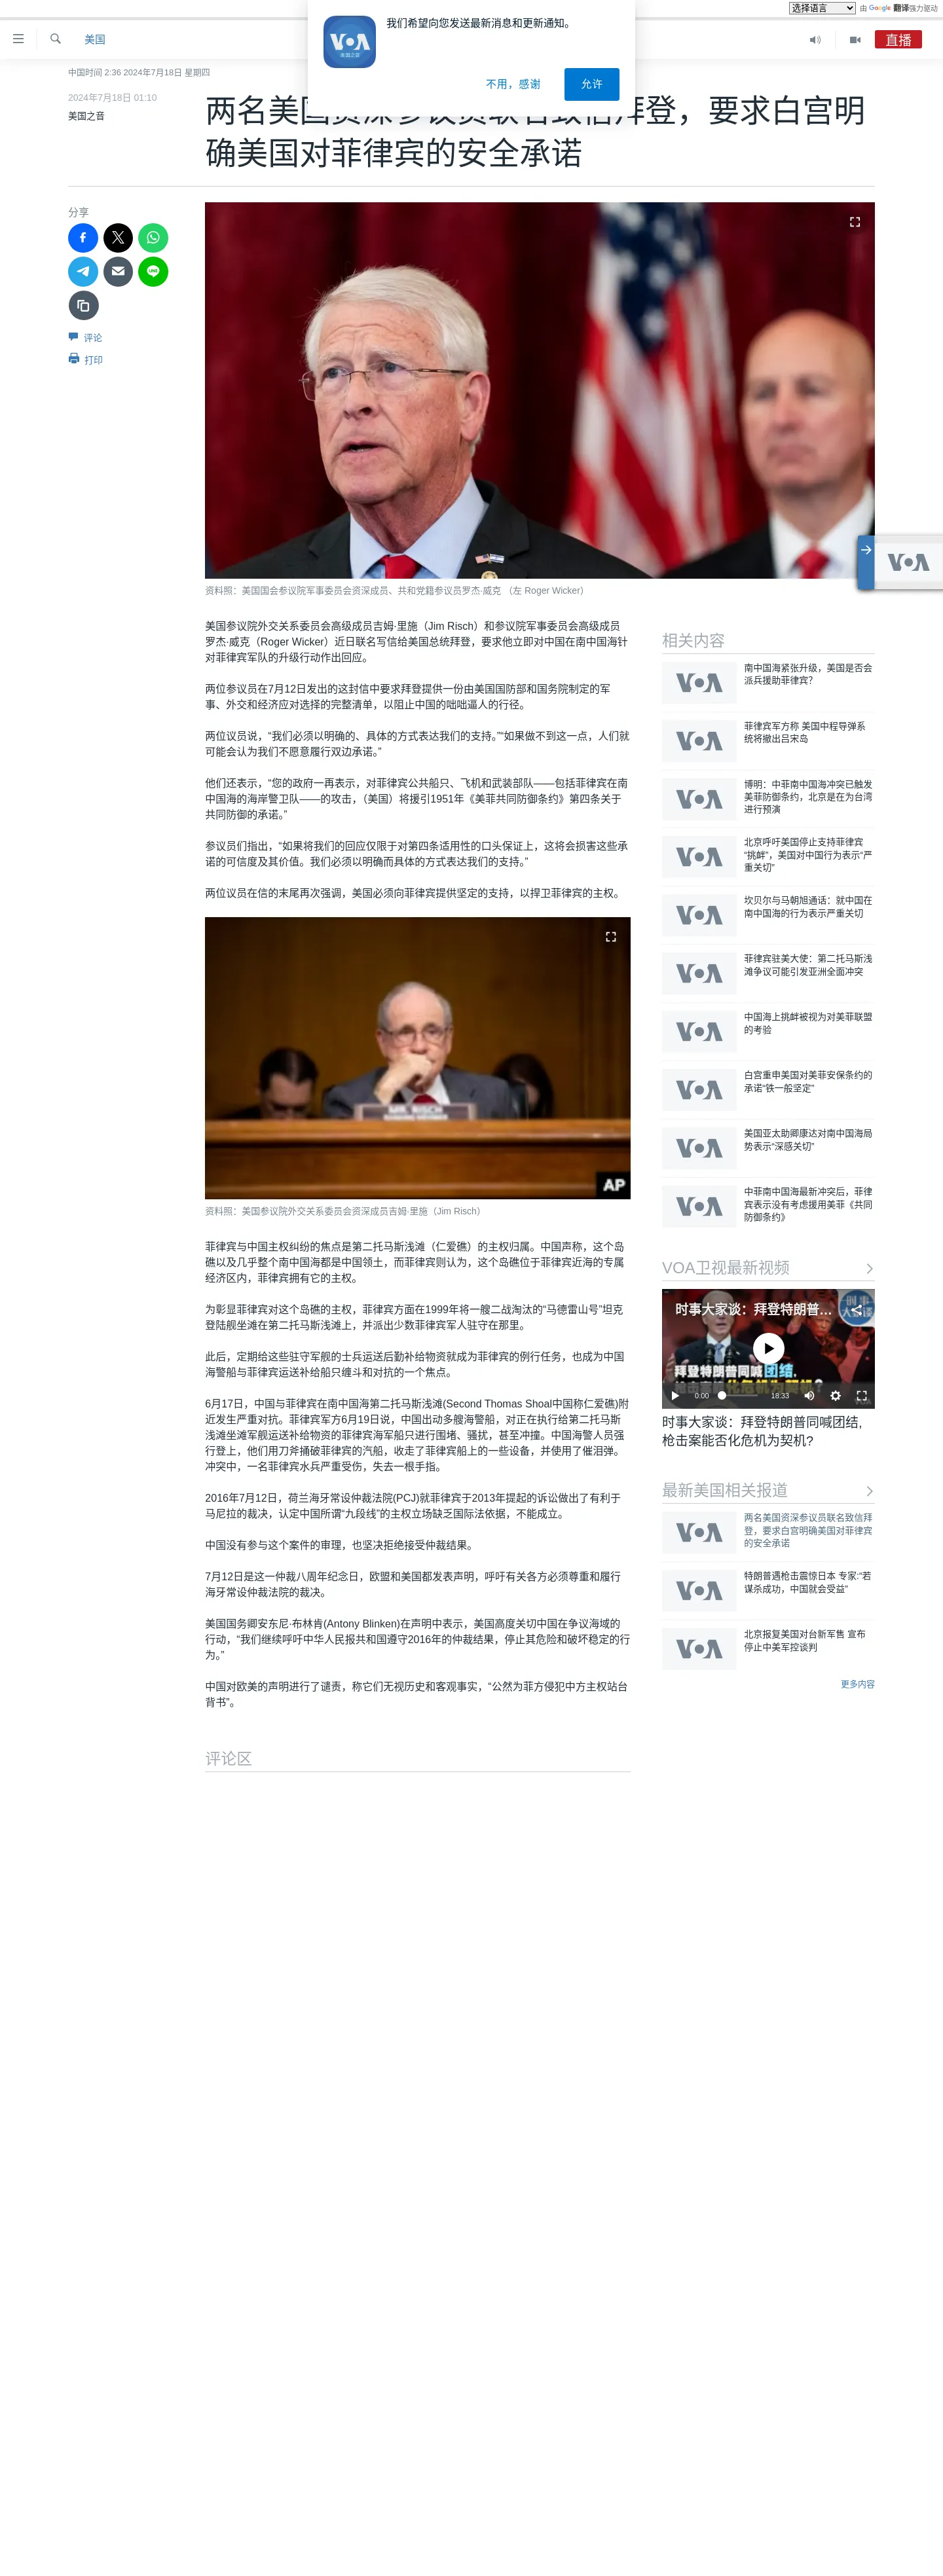 选择语言
由 Google 翻译强力驱动
美国
直播
VOA
美国之音
我们希望向您发送最新消息和更新通知。
不用，感谢
允许
中国时间 2:36 2024年7月18日 星期四
2024年7月18日 01:10
美国之音
两名美国资深参议员联名致信拜登，要求白宫明
确美国对菲律宾的安全承诺
分享
评论
打印
资料照：美国国会参议院军事委员会资深成员、共和党籍参议员罗杰·威克 （左 Roger Wicker）
美国参议院外交关系委员会高级成员吉姆·里施（Jim Risch）和参议院军事委员会高级成员
罗杰·威克（Roger Wicker）近日联名写信给美国总统拜登，要求他立即对中国在南中国海针
对菲律宾军队的升级行动作出回应。
两位参议员在7月12日发出的这封信中要求拜登提供一份由美国国防部和国务院制定的军
事、外交和经济应对选择的完整清单，以阻止中国的咄咄逼人的行径。
两位议员说，“我们必须以明确的、具体的方式表达我们的支持。”“如果做不到这一点，人们就
可能会认为我们不愿意履行双边承诺。”
他们还表示，“您的政府一再表示，对菲律宾公共船只、飞机和武装部队——包括菲律宾在南
中国海的海岸警卫队——的攻击，（美国）将援引1951年《美菲共同防御条约》第四条关于
共同防御的承诺。”
参议员们指出，“如果将我们的回应仅限于对第四条适用性的口头保证上，这将会损害这些承
诺的可信度及其价值。我们必须以明确而具体的方式表达我们的支持。”
两位议员在信的末尾再次强调，美国必须向菲律宾提供坚定的支持，以捍卫菲律宾的主权。
MR. RISCH
AP
资料照：美国参议院外交关系委员会资深成员吉姆·里施（Jim Risch）
菲律宾与中国主权纠纷的焦点是第二托马斯浅滩（仁爱礁）的主权归属。中国声称，这个岛
礁以及几乎整个南中国海都是中国领土，而菲律宾则认为，这个岛礁位于菲律宾近海的专属
经济区内，菲律宾拥有它的主权。
为彰显菲律宾对这个岛礁的主权，菲律宾方面在1999年将一艘二战淘汰的“马德雷山号”坦克
登陆舰坐滩在第二托马斯浅滩上，并派出少数菲律宾军人驻守在那里。
此后，定期给这些驻守军舰的士兵运送后勤补给物资就成为菲律宾的例行任务，也成为中国
海警船与菲律宾运送补给船只缠斗和对抗的一个焦点。
6月17日，中国与菲律宾在南中国海第二托马斯浅滩(Second Thomas Shoal中国称仁爱礁)附
近发生严重对抗。菲律宾军方6月19日说，中国出动多艘海警船，对正在执行给第二托马斯
浅滩坐滩军舰运送补给物资的菲律宾海军船只进行围堵、骚扰，甚至冲撞。中国海警人员强
行登上，他们用刀斧捅破菲律宾的汽船，收走了菲律宾船上的一些设备，并使用了催泪弹。
冲突中，一名菲律宾水兵严重受伤，失去一根手指。
2016年7月12日，荷兰海牙常设仲裁法院(PCJ)就菲律宾于2013年提起的诉讼做出了有利于
马尼拉的裁决，认定中国所谓“九段线”的主权立场缺乏国际法依据，不能成立。
中国没有参与这个案件的审理，也坚决拒绝接受仲裁结果。
7月12日是这一仲裁八周年纪念日，欧盟和美国都发表声明，呼吁有关各方必须尊重和履行
海牙常设仲裁法院的裁决。
美国国务卿安东尼·布林肯(Antony Blinken)在声明中表示，美国高度关切中国在争议海域的
行动，“我们继续呼吁中华人民报共和国遵守2016年的仲裁结果，停止其危险和破坏稳定的行
为。”
中国对欧美的声明进行了谴责，称它们无视历史和客观事实，“公然为菲方侵犯中方主权站台
背书”。
评论区
VOA
相关内容
VOA
南中国海紧张升级，美国是否会
派兵援助菲律宾？
VOA
菲律宾军方称 美国中程导弹系
统将撤出吕宋岛
VOA
博明：中菲南中国海冲突已触发
美菲防御条约，北京是在为台湾
进行预演
VOA
北京呼吁美国停止支持菲律宾
“挑衅”，美国对中国行为表示“严
重关切”
VOA
坎贝尔与马朝旭通话：就中国在
南中国海的行为表示严重关切
VOA
菲律宾驻美大使：第二托马斯浅
滩争议可能引发亚洲全面冲突
VOA
中国海上挑衅被视为对美菲联盟
的考验
VOA
白宫重申美国对美菲安保条约的
承诺“铁一般坚定”
VOA
美国亚太助卿康达对南中国海局
势表示“深感关切”
VOA
中菲南中国海最新冲突后，菲律
宾表示没有考虑援用美菲《共同
防御条约》
VOA卫视最新视频
时事大家谈：拜登特朗普…
拜登特朗普同喊团结,
0:00
18:33
时事大家谈：拜登特朗普同喊团结,
枪击案能否化危机为契机?
最新美国相关报道
VOA
两名美国资深参议员联名致信拜
登，要求白宫明确美国对菲律宾
的安全承诺
VOA
特朗普遇枪击震惊日本 专家:“若
谋杀成功，中国就会受益”
VOA
北京报复美国对台新军售 宣布
停止中美军控谈判
更多内容